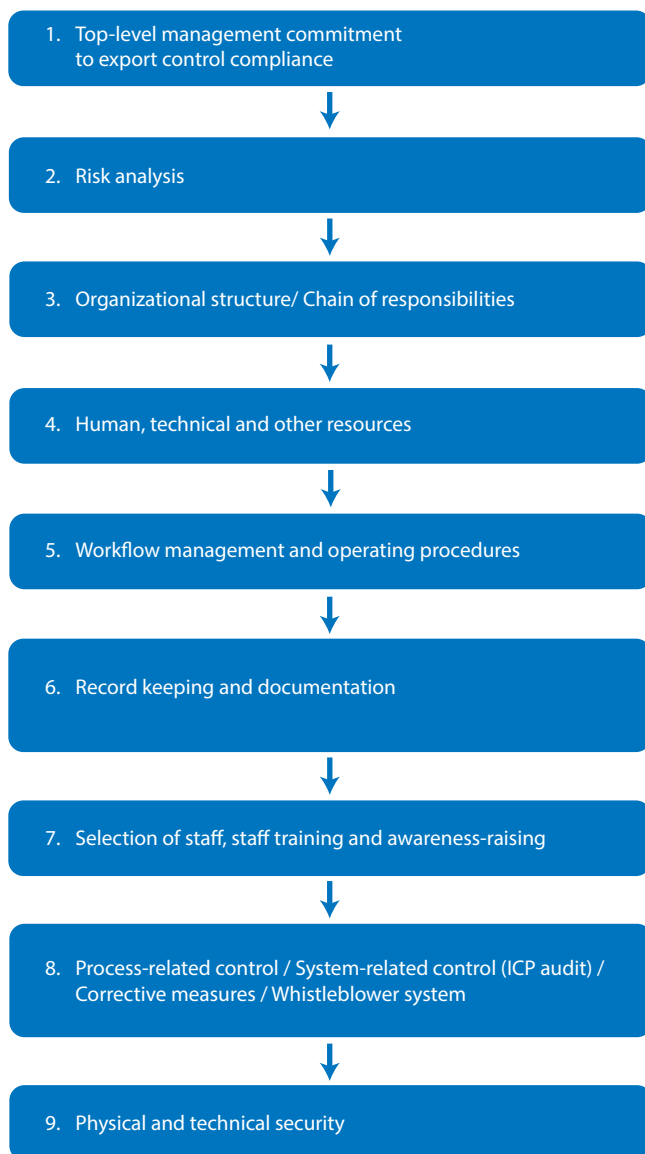 1. Top-level management commitment
to export control compliance
2. Risk analysis
3. Organizational structure/ Chain of responsibilities
4. Human, technical and other resources
5. Workflow management and operating procedures
6. Record keeping and documentation
7. Selection of staff, staff training and awareness-raising
8. Process-related control / System-related control (ICP audit) /
Corrective measures / Whistleblower system
9. Physical and technical security